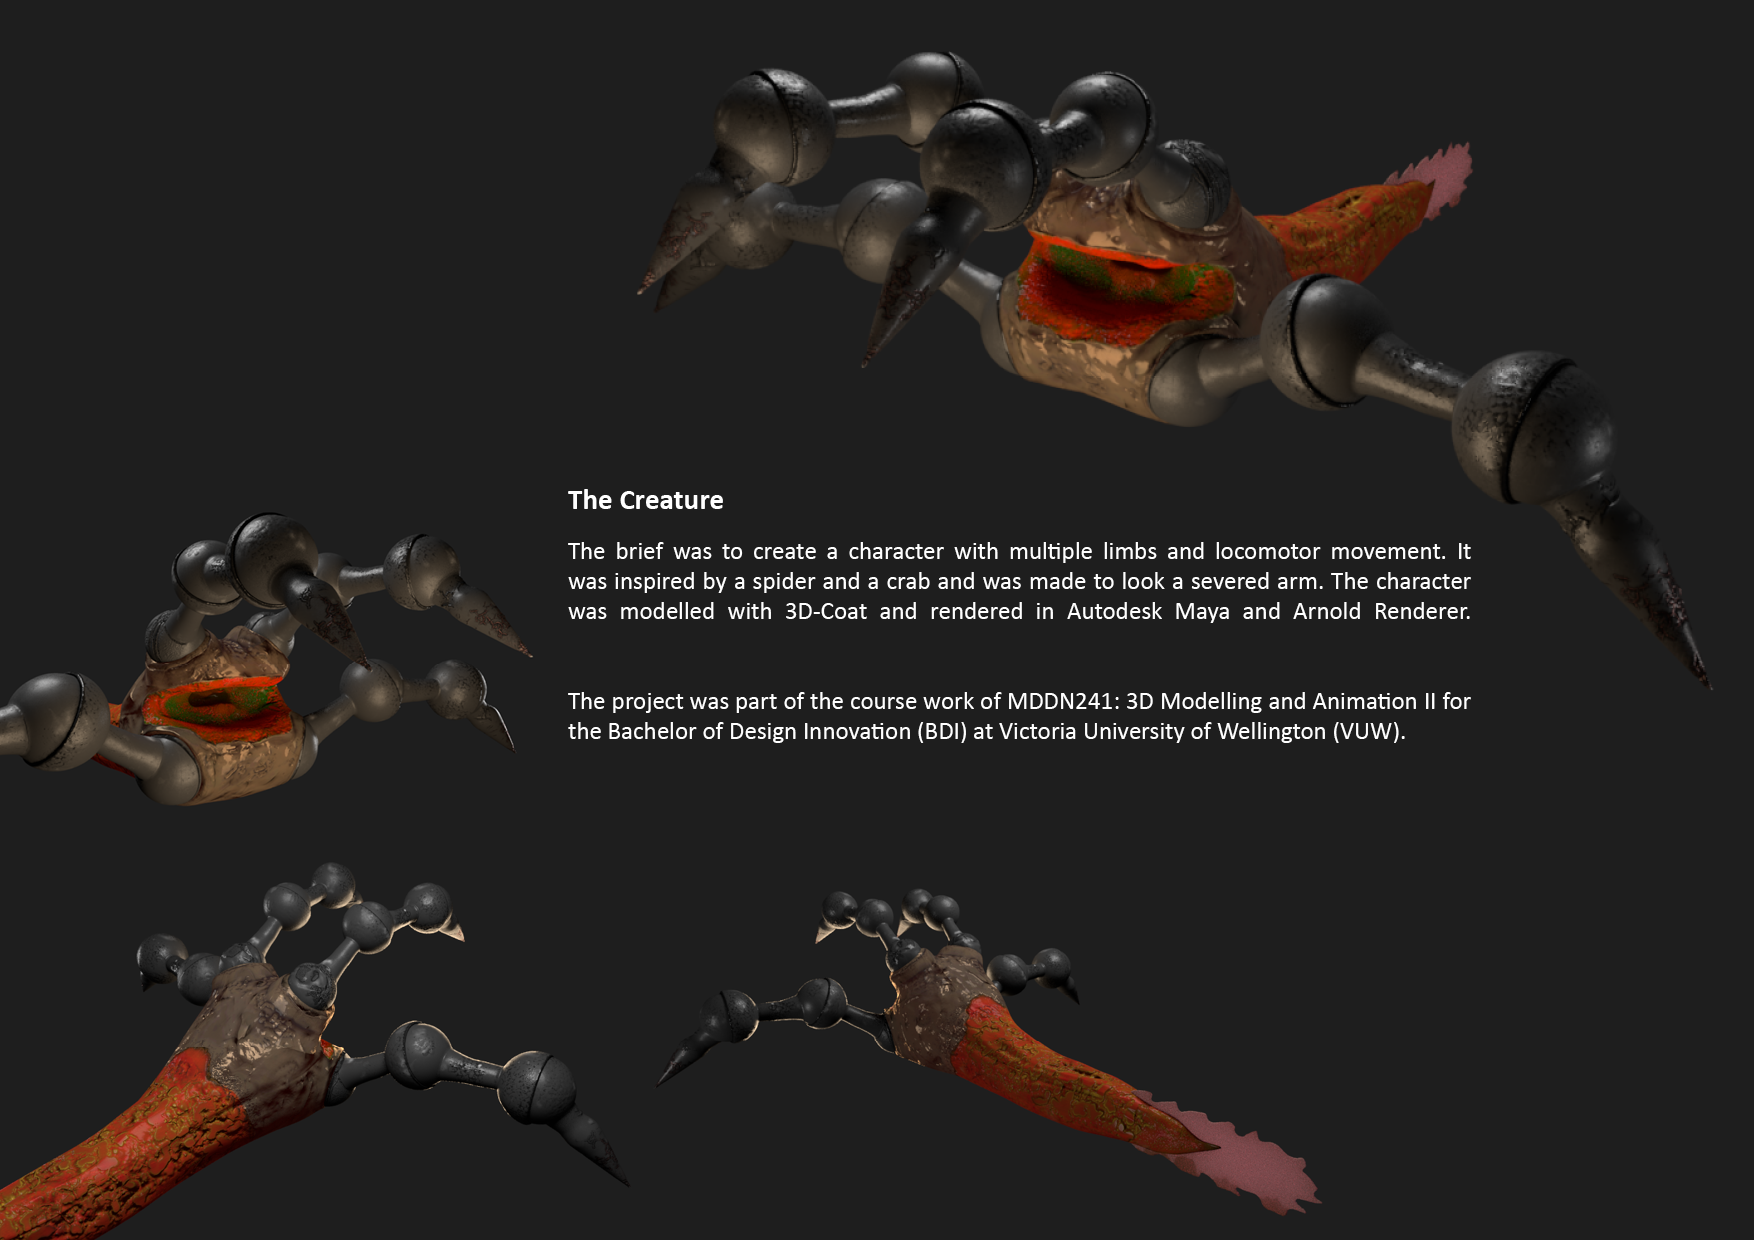 The Creature
The brief was to create a character with multiple limbs and locomotor movement. It
was inspired by a spider and a crab and was made to look a severed arm. The character
was modelled with 3D-Coat and rendered in Autodesk Maya and Arnold Renderer.
The project was part of the course work of MDDN241: 3D Modelling and Animation II for
the Bachelor of Design Innovation (BDI) at Victoria University of Wellington (VUW).